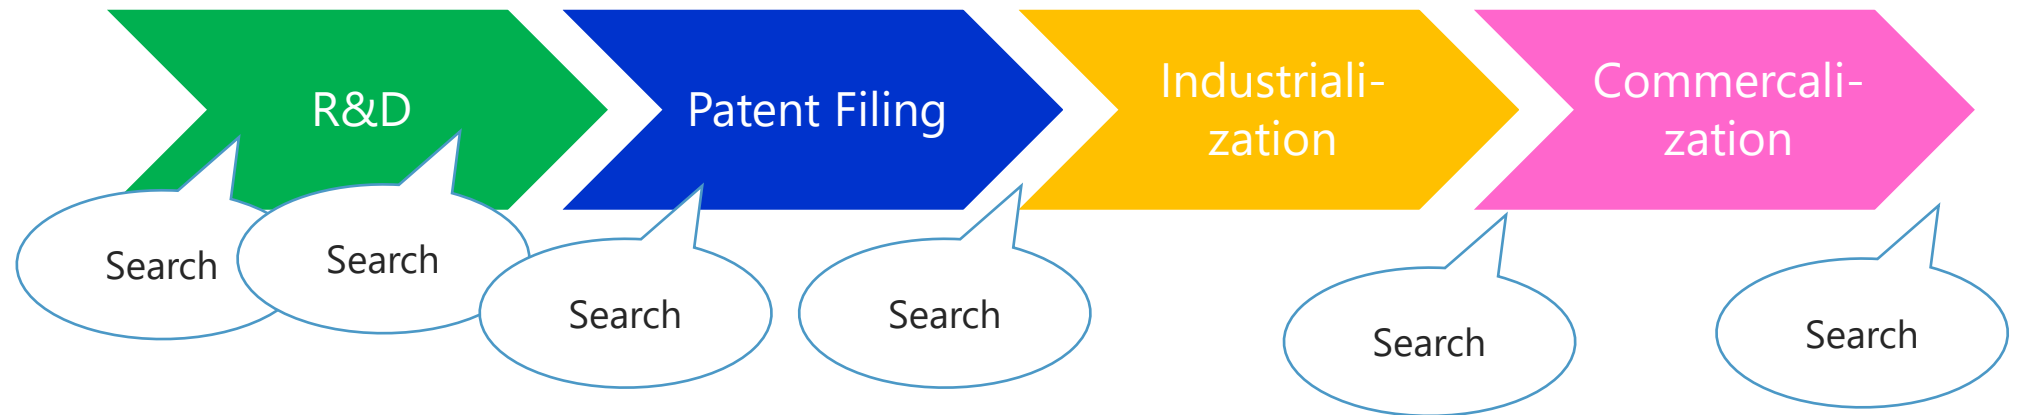 R&D
Patent Filing
Industriali-
zation
Commercali-
zation
Search
Search
Search
Search
Search
Search